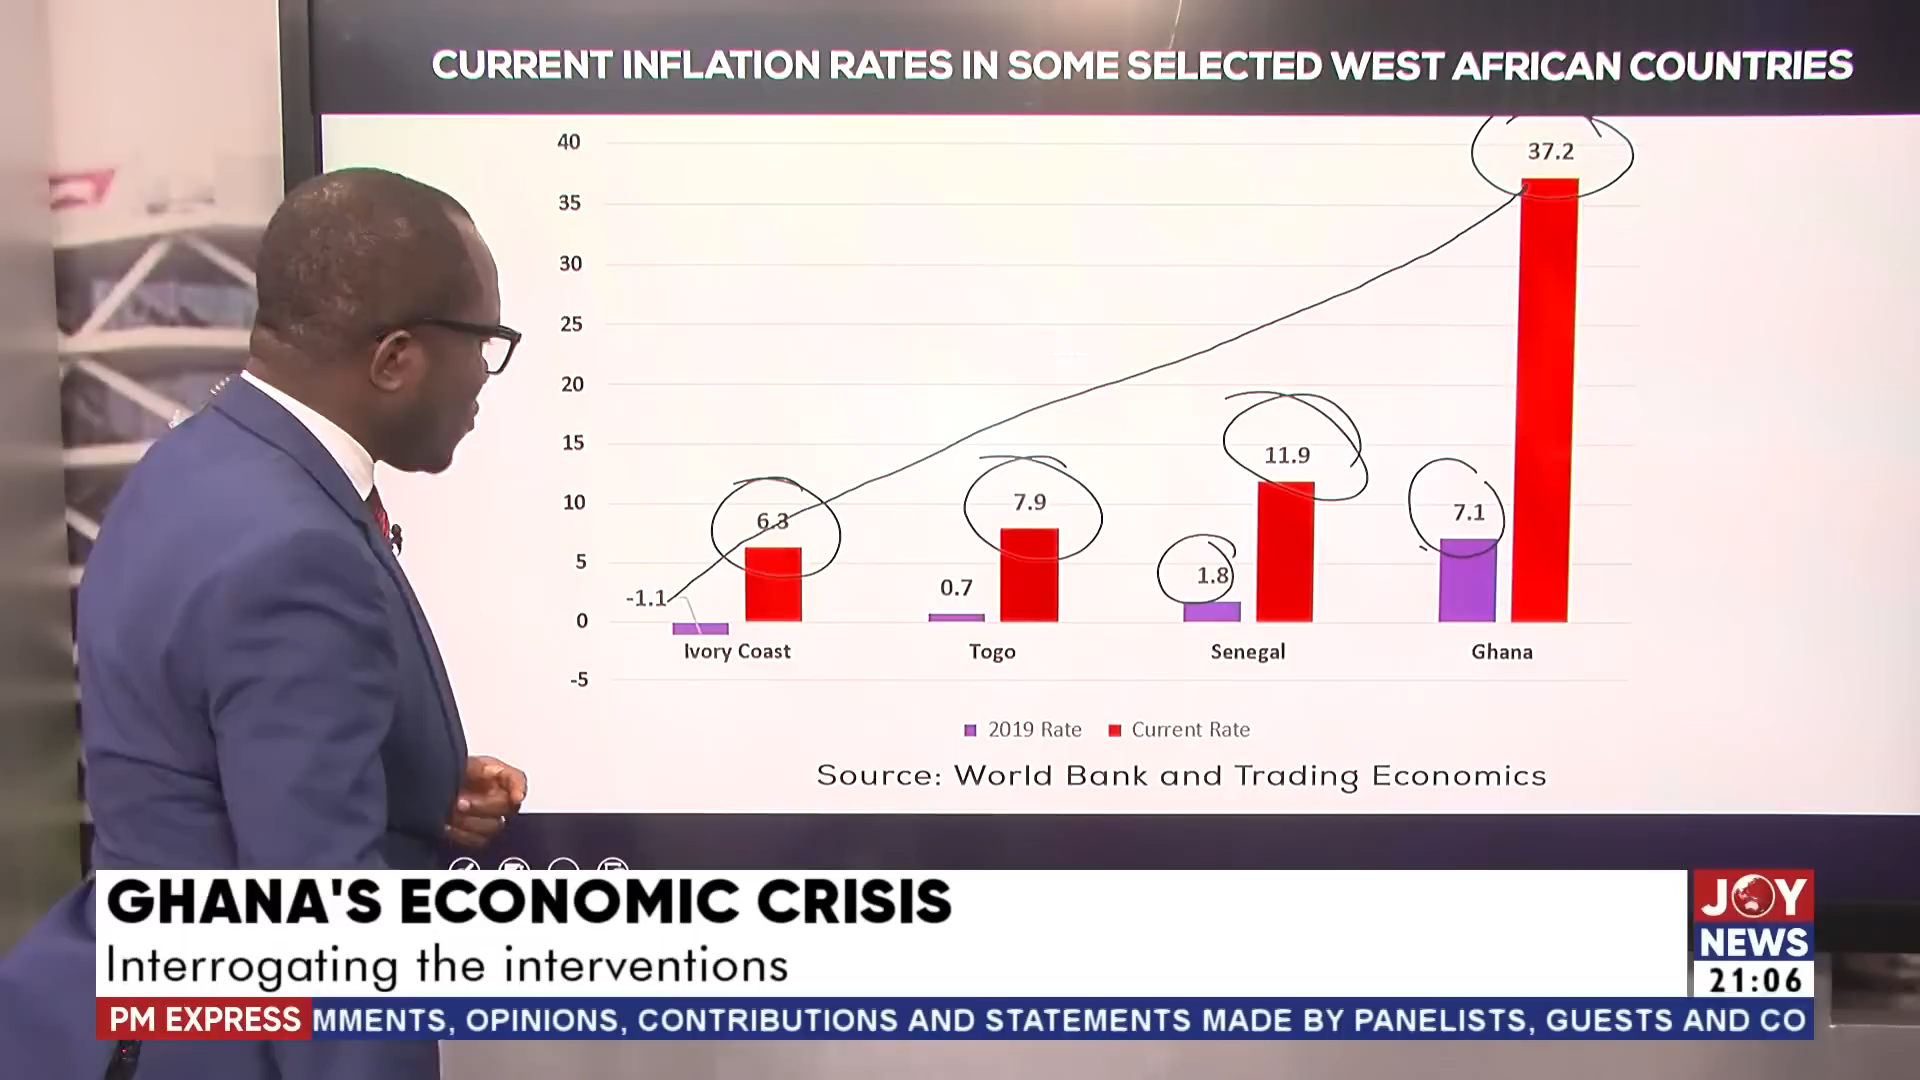 CURRENT INFLATION RATES IN SOME SELECTED WEST AFRICAN COUNTRIES
40
35
30
25
20
15
10
5
0
-5
-1.1
6.3
0.7
7.9
1.8
11.9
7.1
37.2
Ivory Coast
Togo
Senegal
Ghana
2019 Rate
Current Rate
Source: World Bank and Trading Economics
GHANA'S ECONOMIC CRISIS
Interrogating the interventions
JOY
NEWS
21:06
PM EXPRESS
MMENTS, OPINIONS, CONTRIBUTIONS AND STATEMENTS MADE BY PANELISTS, GUESTS AND CO